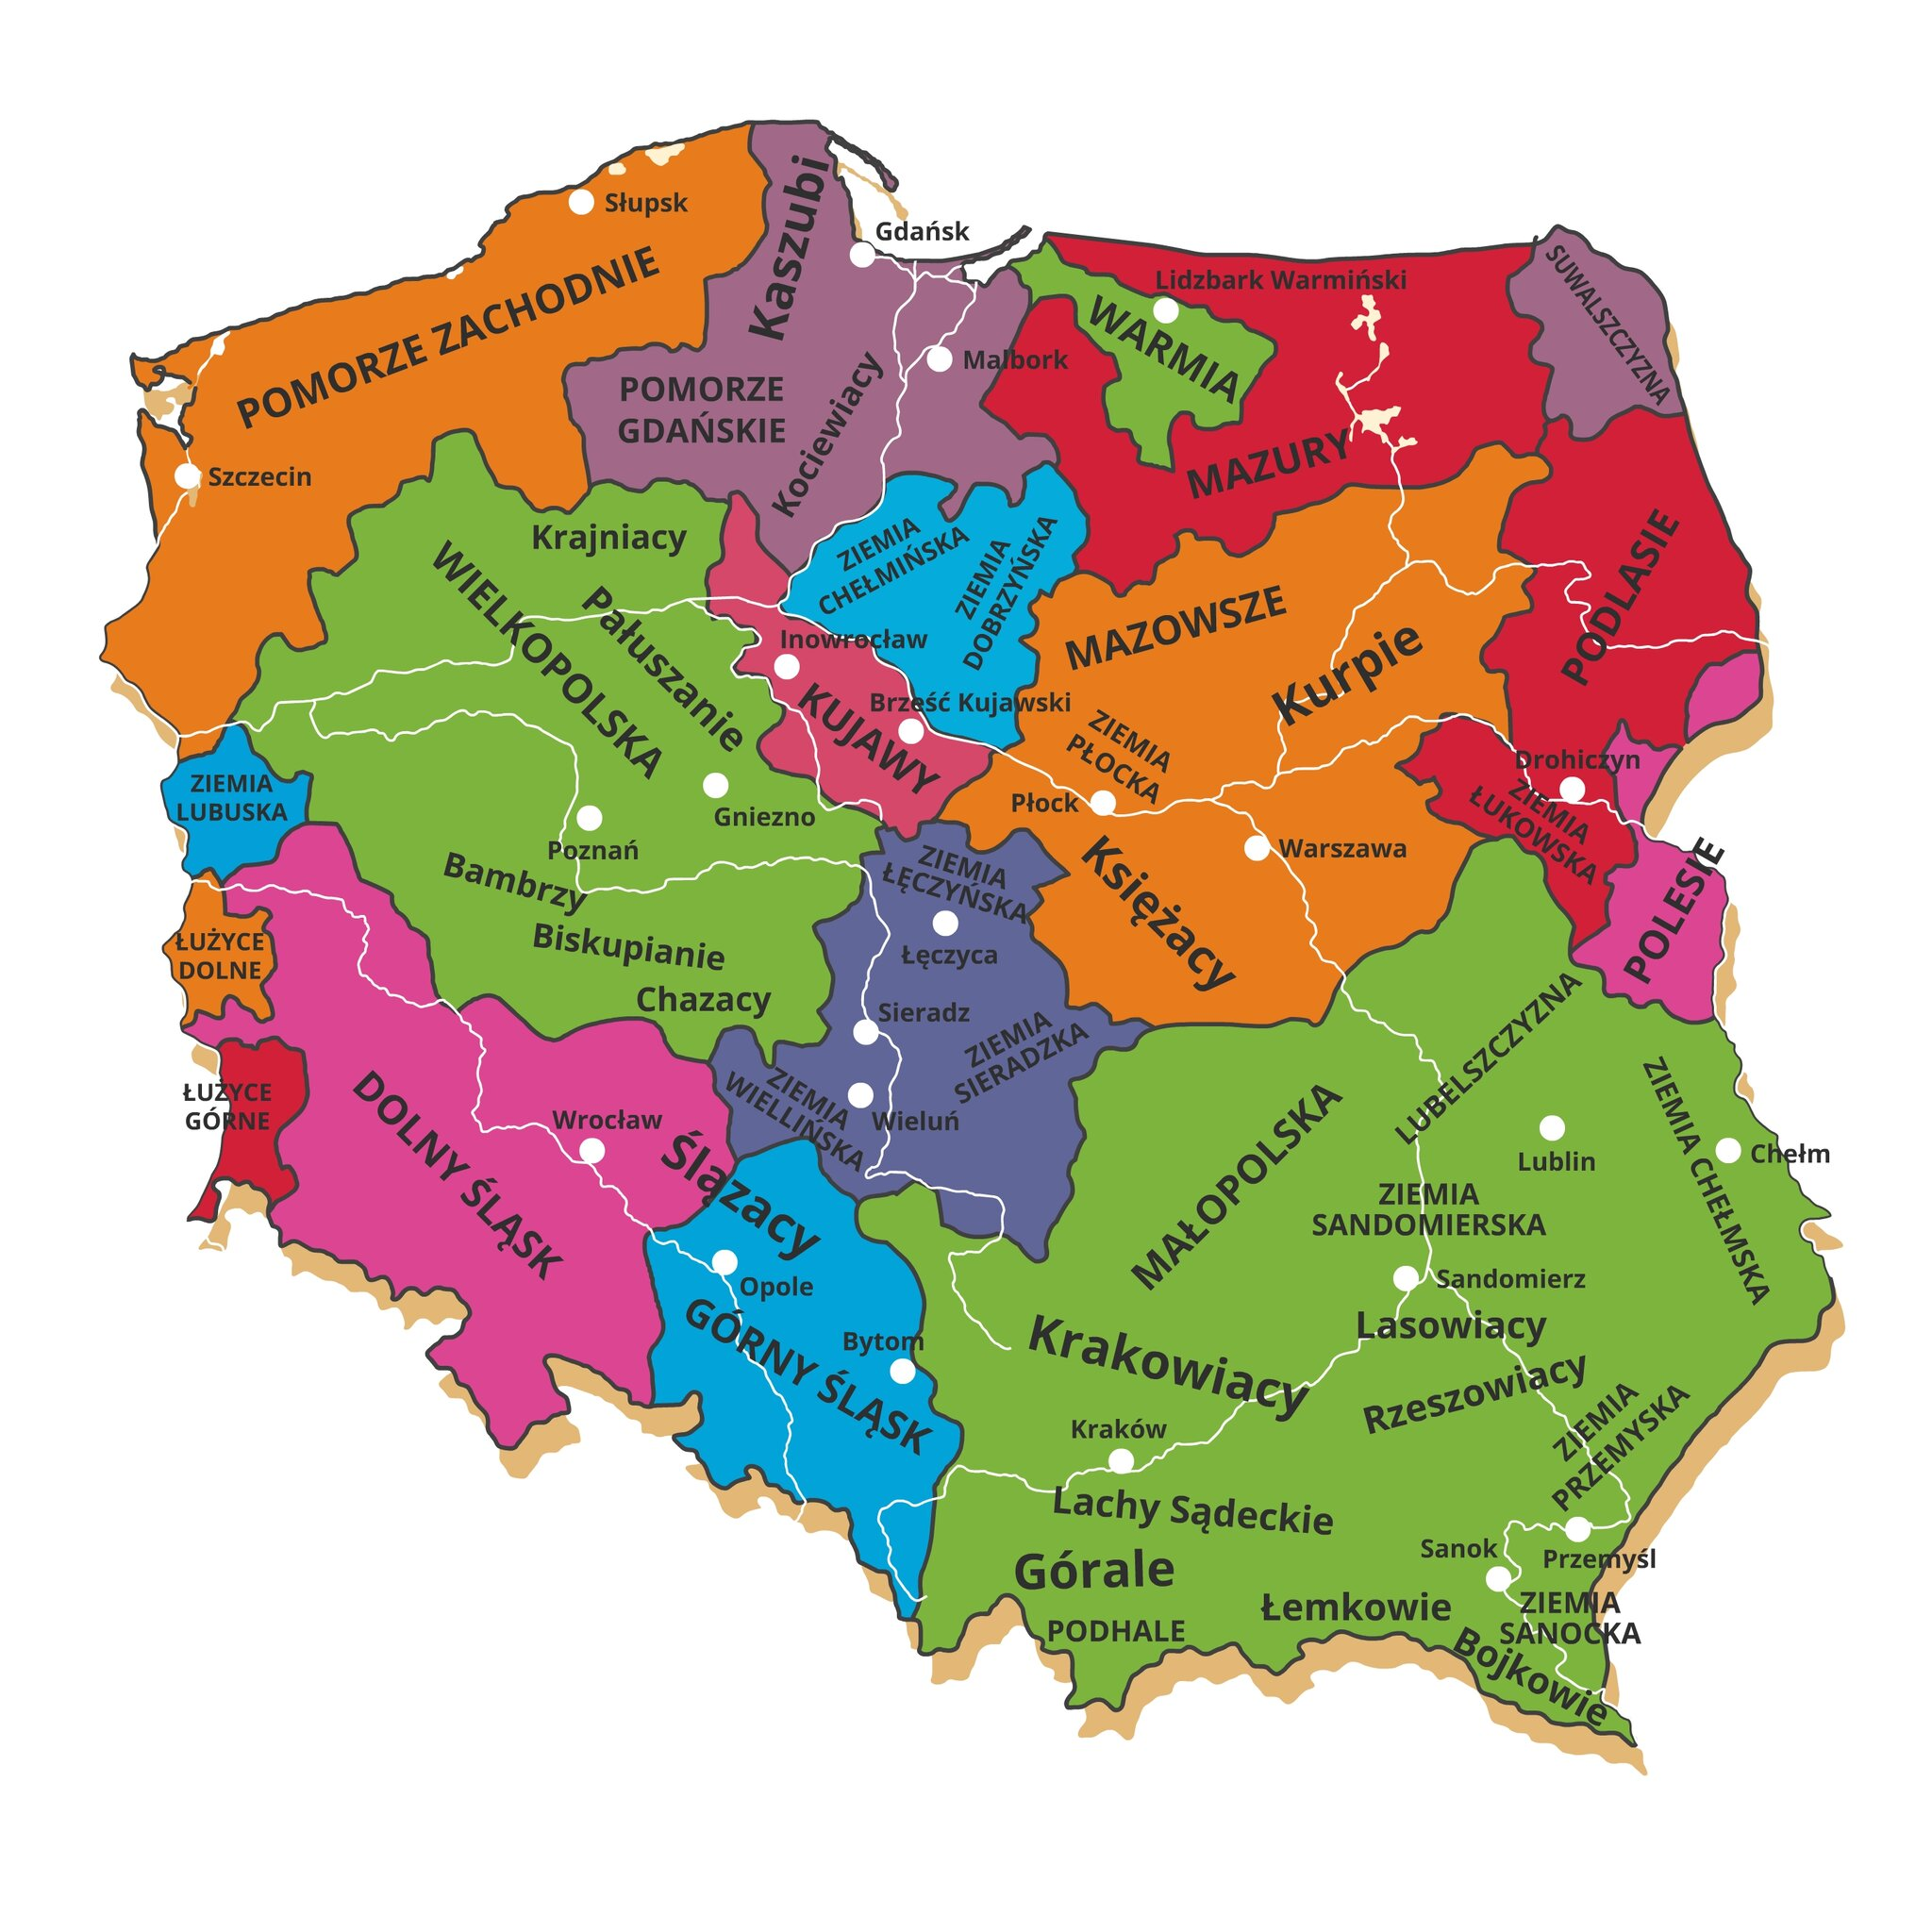 Słupsk
Kaszubi
Gdańsk
SUWALSZCZYZNA
POMORZE ZACHODNIE
Lidzbark Warmiński
WARMIA
Malbork
POMORZE
GDAŃSKIE
Kociewiacy
MAZURY
Szczecin
Krajniacy
ZIEMIA
CHEŁMIŃSKA
ZIEMIA
DOBRZYŃSKA
PODLASIE
WIELKOPOLSKA
Pałuszanie
MAZOWSZE
Kurpie
Inowrocław
Brześć Kujawski
KUJAWY
ZIEMIA
PŁOCKA
Drohiczyn
ZIEMIA
LUBUSKA
Gniezno
Płock
ZIEMIA
ŁUKOWSKA
Poznań
Warszawa
Bambrzy
ZIEMIA
ŁĘCZYŃSKA
Księżacy
POLESIE
ŁUŻYCE
DOLNE
Biskupianie
Łęczyca
Chazacy
Sieradz
ZIEMIA
SIERADZKA
LUBELSZCZYZNA
ŁUŻYCE
GÓRNE
DOLNY ŚLĄSK
Wrocław
ZIEMIA
WIELLIŃSKA
Wieluń
Ślązacy
MAŁOPOLSKA
Lublin
ZIEMIA CHEŁMSKA
Chełm
ZIEMIA
SANDOMIERSKA
Opole
Sandomierz
GÓRNY ŚLĄSK
Bytom
Krakowiacy
Lasowiacy
Rzeszowiacy
ZIEMIA
PRZEMYSKA
Kraków
Lachy Sądeckie
Sanok
Przemyśl
Górale
Łemkowie
ZIEMIA
SANOCKA
PODHALE
Bojkowie